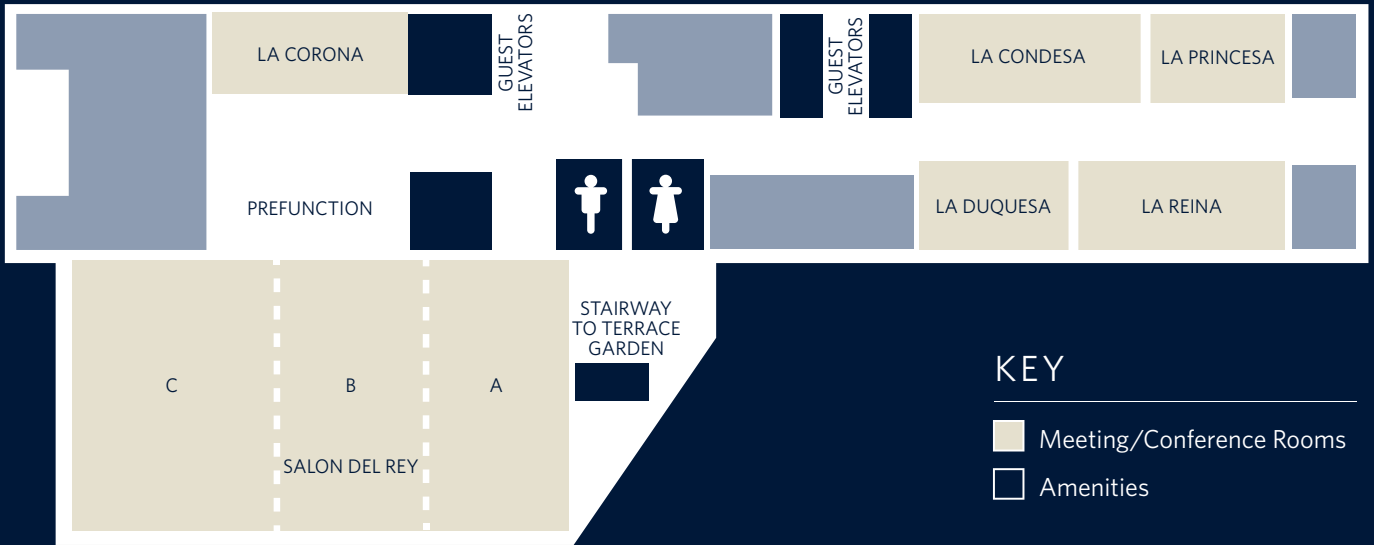 LA CORONA
GUEST
ELEVATORS
GUEST
ELEVATORS
LA CONDESA
LA PRINCESA
PREFUNCTION
LA DUQUESA
LA REINA
STAIRWAY
TO TERRACE
GARDEN
C
B
A
SALON DEL REY
KEY
Meeting/Conference Rooms
Amenities